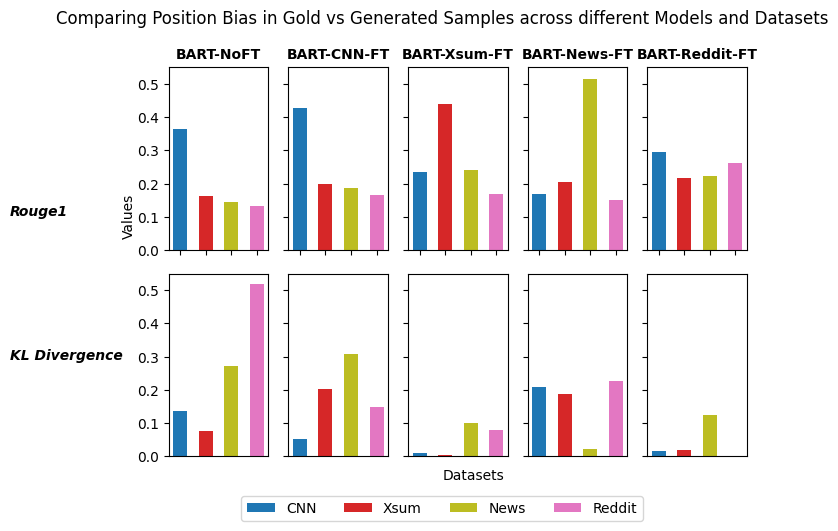 Comparing Position Bias in Gold vs Generated Samples across different Models and Datasets
BART-NoFT BART-CNN-FT BART-Xsum-FT BART-News-FT BART-Reddit-FT
0.5
0.4
0.3
0.2
0.1
0.0
Rouge1
Values
0.5
0.4
0.3
0.2
0.1
0.0
KL Divergence
Datasets
CNN Xsum News Reddit